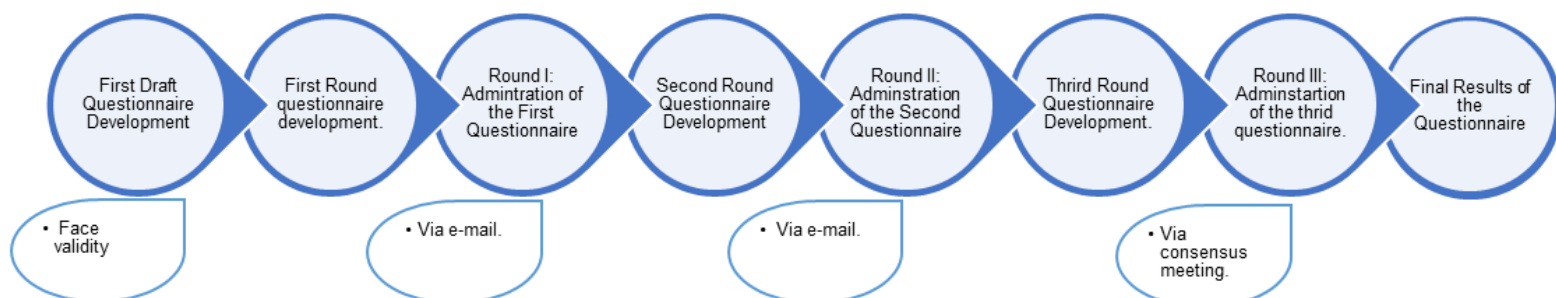 First Draft
Questionnaire
Development
First Round
questionnaire
development.
Round I:
Admintration of
the First
Questionnaire
Second Round
Questionnaire
Development
Round II:
Adminstration
of the Second
Questionnaire
Thrird Round
Questionnaire
Development.
Round III:
Adminstartion
of the thrid
questionnaire.
Final Results of
the
Questionnaire
• Face
validity
• Via e-mail.
• Via e-mail.
• Via
consensus
meeting.